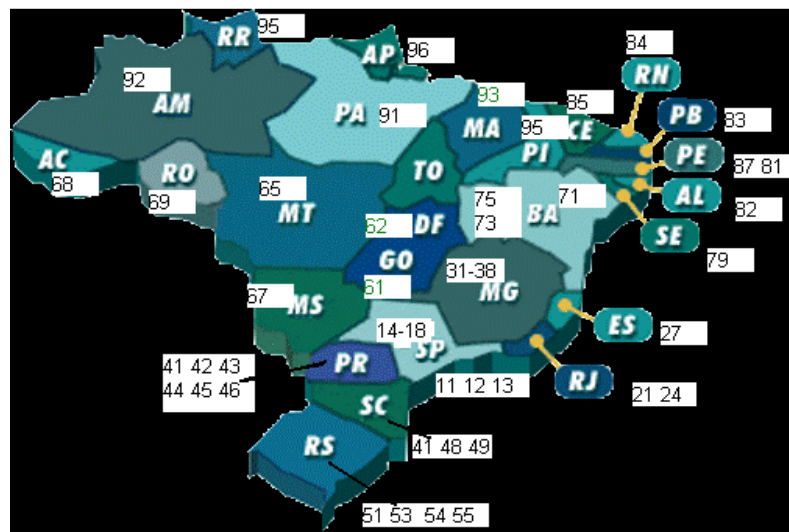 RR 95
AP 96
84
RN
92
AM
PA 91
93
MA
85
CE
95
PI
PB 83
PE
87 81
AC
68
RO
69
65
MT
TO
75
73
71
BA
AL
82
SE
79
62 DF
GO
61
31-38
MG
67 MS
14-18
SP
ES
27
41 42 43
44 45 46
PR
11 12 13
RJ
21 24
SC
41 48 49
RS
51 53 54 55